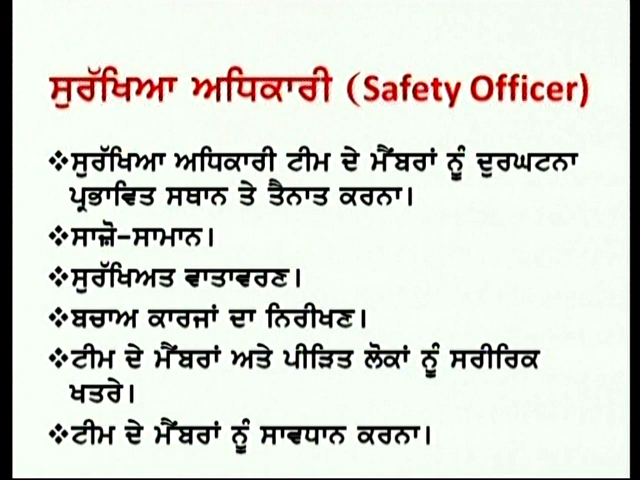 ਸੁਰੱਖਿਆ ਅਧਿਕਾਰੀ (Safety Officer)
❖ਸੁਰੱਖਿਆ ਅਧਿਕਾਰੀ ਟੀਮ ਦੇ ਮੈਂਬਰਾਂ ਨੂੰ ਦੁਰਘਟਨਾ
ਪ੍ਰਭਾਵਿਤ ਸਥਾਨ ਤੇ ਤੈਨਾਤ ਕਰਨਾ।
❖ਸਾਜ਼ੋ-ਸਾਮਾਨ।
❖ਸੁਰੱਖਿਅਤ ਵਾਤਾਵਰਣ।
❖ਬਚਾਅ ਕਾਰਜਾਂ ਦਾ ਨਿਰੀਖਣ।
❖ਟੀਮ ਦੇ ਮੈਂਬਰਾਂ ਅਤੇ ਪੀੜਿਤ ਲੋਕਾਂ ਨੂੰ ਸਰੀਰਿਕ
ਖਤਰੇ।
❖ਟੀਮ ਦੇ ਮੈਂਬਰਾਂ ਨੂੰ ਸਾਵਧਾਨ ਕਰਨਾ।